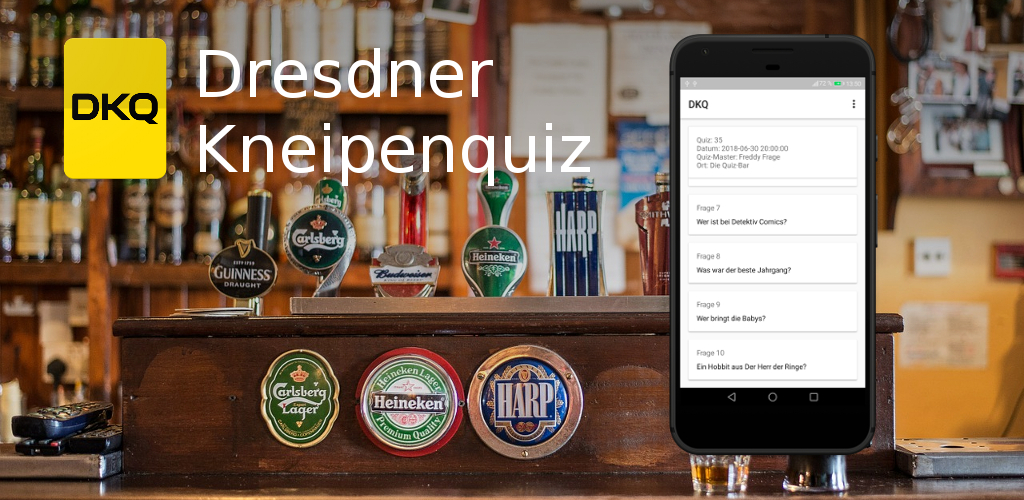 DKQ
Dresdner
Kneipenquiz
DKQ
Quiz: 35
Datum: 2018-06-30 20:00:00
Quiz-Master: Freddy Frage
Ort: Die Quiz-Bar
Frage 7
Wer ist bei Detektiv Comics?
Frage 8
Was war der beste Jahrgang?
Frage 9
Wer bringt die Babys?
Frage 10
Ein Hobbit aus Der Herr der Ringe?
GUINNESS
DRAUGHT
Carlsberg
Budweiser
Heineken
HARP
Carlsberg
Lager
Heineken Lager
Heineken
Premium Quality
HARP